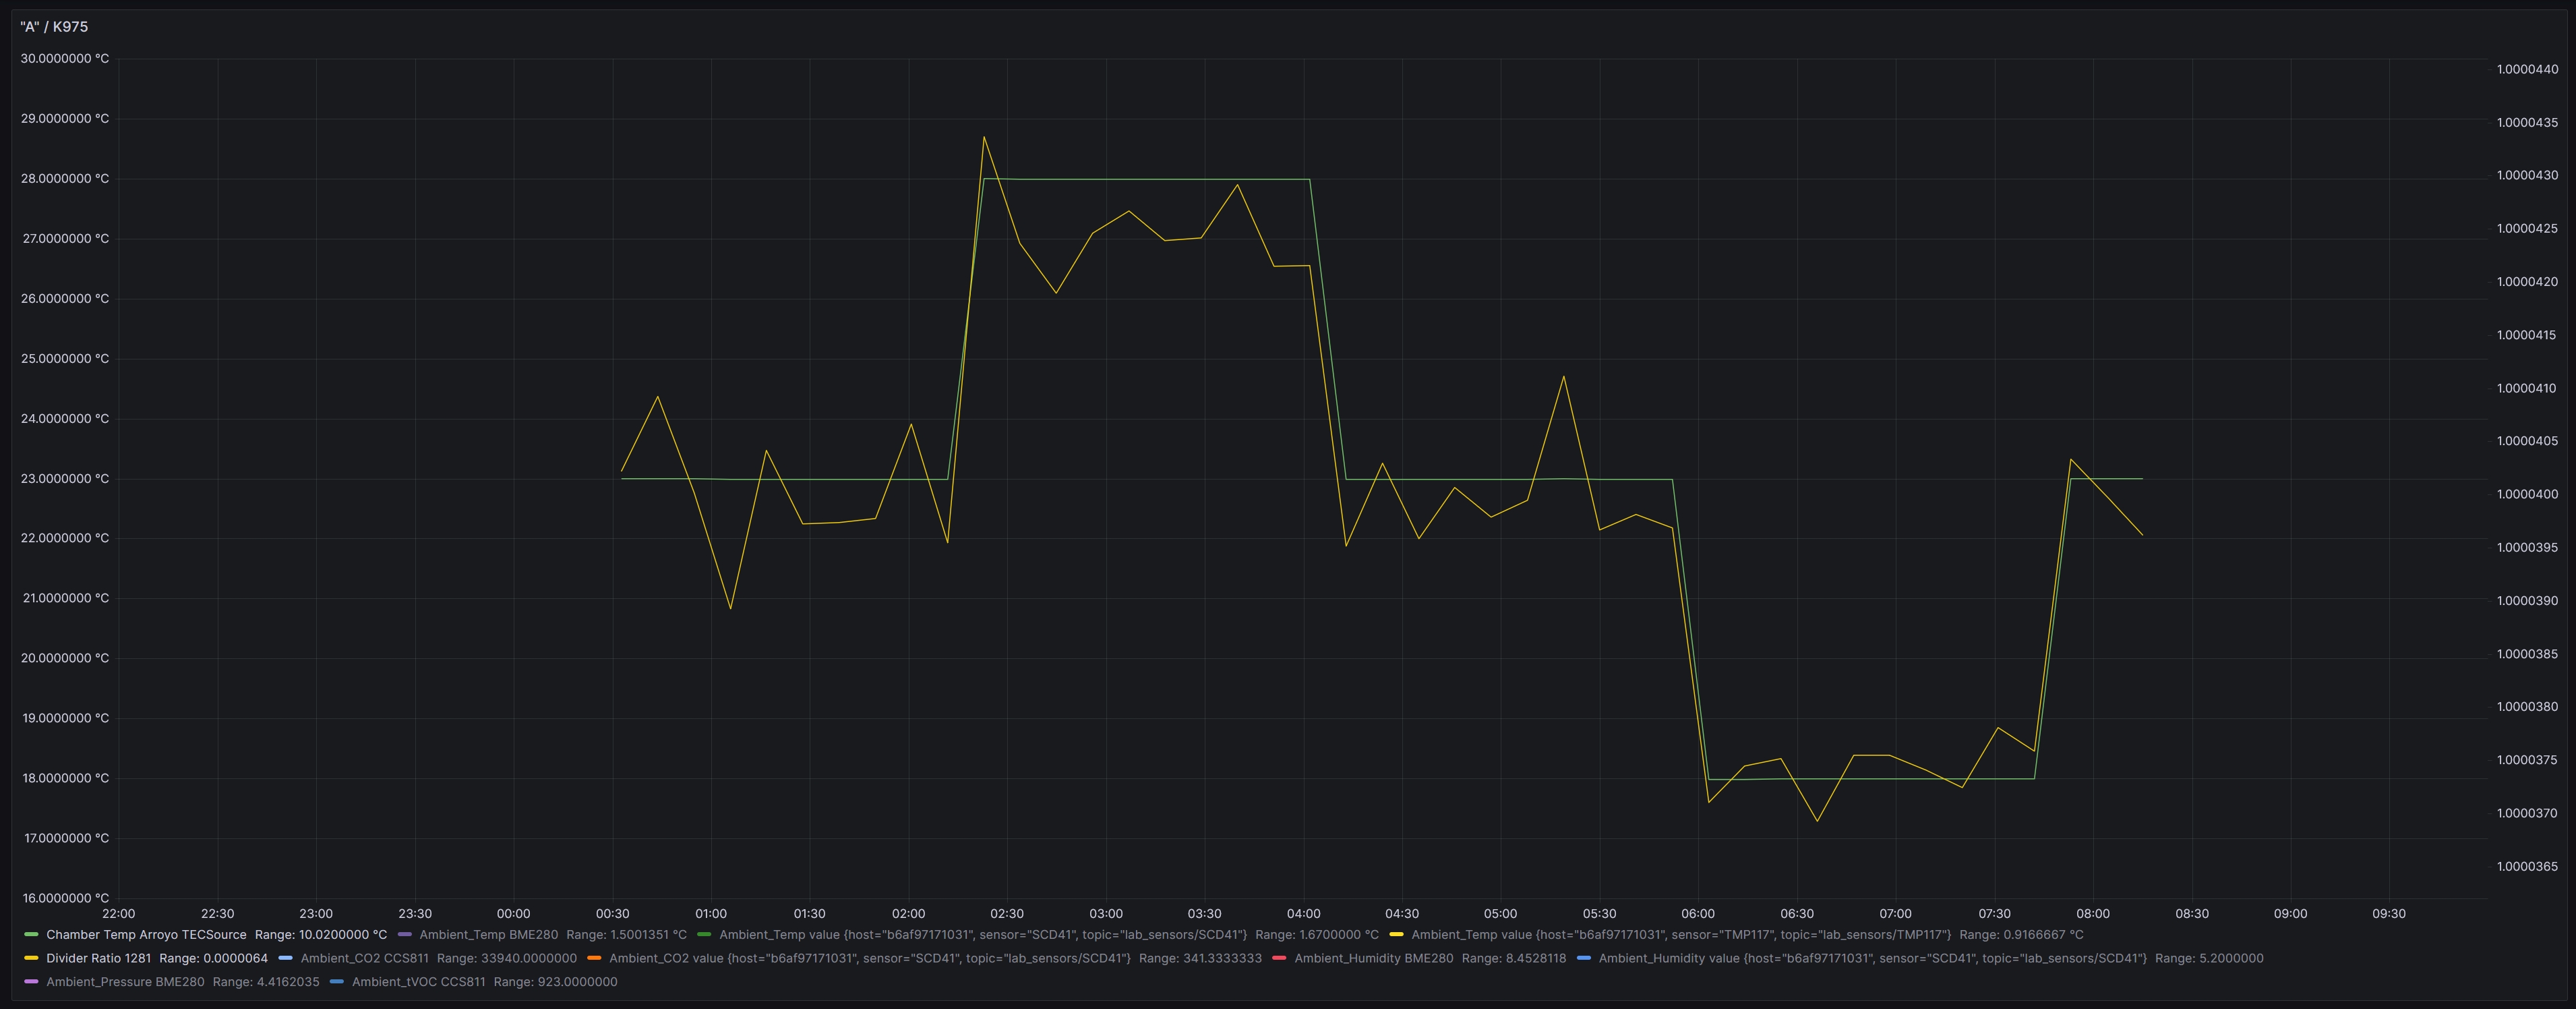 "A" / K975
30.0000000 °C
29.0000000 °C
28.0000000 °C
27.0000000 °C
26.0000000 °C
25.0000000 °C
24.0000000 °C
23.0000000 °C
22.0000000 °C
21.0000000 °C
20.0000000 °C
19.0000000 °C
18.0000000 °C
17.0000000 °C
16.0000000 °C
1.0000440
1.0000435
1.0000430
1.0000425
1.0000420
1.0000415
1.0000410
1.0000405
1.0000400
1.0000395
1.0000390
1.0000385
1.0000380
1.0000375
1.0000370
1.0000365
22:00 22:30 23:00 23:30 00:00 00:30 01:00 01:30 02:00 02:30 03:00 03:30 04:00 04:30 05:00 05:30 06:00 06:30 07:00 07:30 08:00 08:30 09:00 09:30
Chamber Temp Arroyo TECSource Range: 10.0200000 °C Ambient_Temp BME280 Range: 1.5001351 °C Ambient_Temp value {host="b6af97171031", sensor="SCD41", topic="lab_sensors/SCD41"} Range: 1.6700000 °C Ambient_Temp value {host="b6af97171031", sensor="TMP117", topic="lab_sensors/TMP117"} Range: 0.9166667 °C
Divider Ratio 1281 Range: 0.0000064 Ambient_CO2 CCS811 Range: 33940.0000000 Ambient_CO2 value {host="b6af97171031", sensor="SCD41", topic="lab_sensors/SCD41"} Range: 341.3333333 Ambient_Humidity BME280 Range: 8.4528118 Ambient_Humidity value {host="b6af97171031", sensor="SCD41", topic="lab_sensors/SCD41"} Range: 5.2000000
Ambient_Pressure BME280 Range: 4.4162035 Ambient_tVOC CCS811 Range: 923.0000000